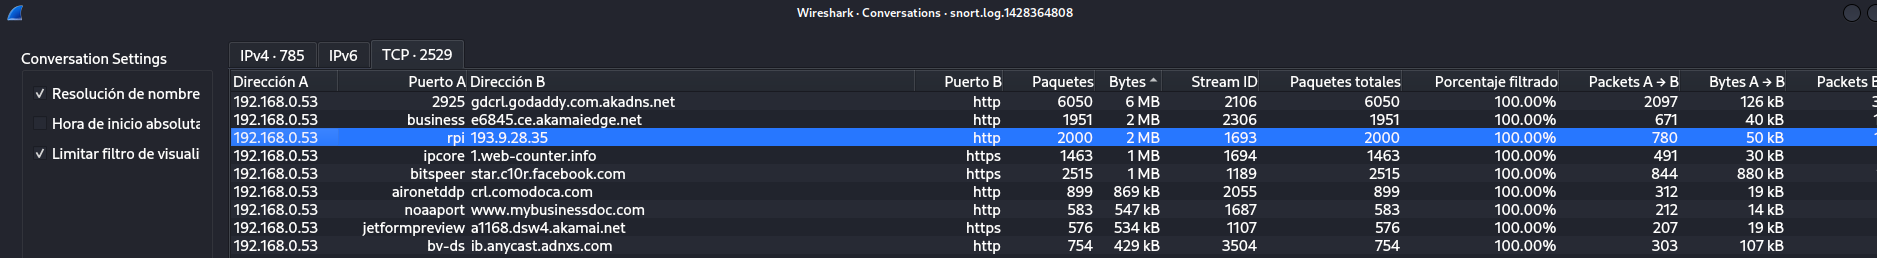 Wireshark · Conversations · snort.log.1428364808
Conversation Settings
Resolución de nombre
Hora de inicio absoluta
Limitar filtro de visuali
IPv4 · 785 IPv6 TCP · 2529
Dirección A Puerto A Dirección B Puerto B Paquetes Bytes Stream ID Paquetes totales Porcentaje filtrado Packets A → B Bytes A → B Packets B
192.168.0.53 2925 gdcrl.godaddy.com.akadns.net http 6050 6 MB 2106 6050 100.00% 2097 126 kB
192.168.0.53 business e6845.ce.akamaiedge.net http 1951 2 MB 2306 1951 100.00% 671 40 kB
192.168.0.53 rpi 193.9.28.35 http 2000 2 MB 1693 2000 100.00% 780 50 kB
192.168.0.53 ipcore 1.web-counter.info https 1463 1 MB 1694 1463 100.00% 491 30 kB
192.168.0.53 bitspeer star.c10r.facebook.com https 2515 1 MB 1189 2515 100.00% 844 880 kB
192.168.0.53 aironetddp crl.comodoca.com http 899 869 kB 2055 899 100.00% 312 19 kB
192.168.0.53 noaaport www.mybusinessdoc.com http 583 547 kB 1687 583 100.00% 212 14 kB
192.168.0.53 jetformpreview a1168.dsw4.akamai.net https 576 534 kB 1107 576 100.00% 207 19 kB
192.168.0.53 bv-ds ib.anycast.adnxs.com http 754 429 kB 3504 754 100.00% 303 107 kB